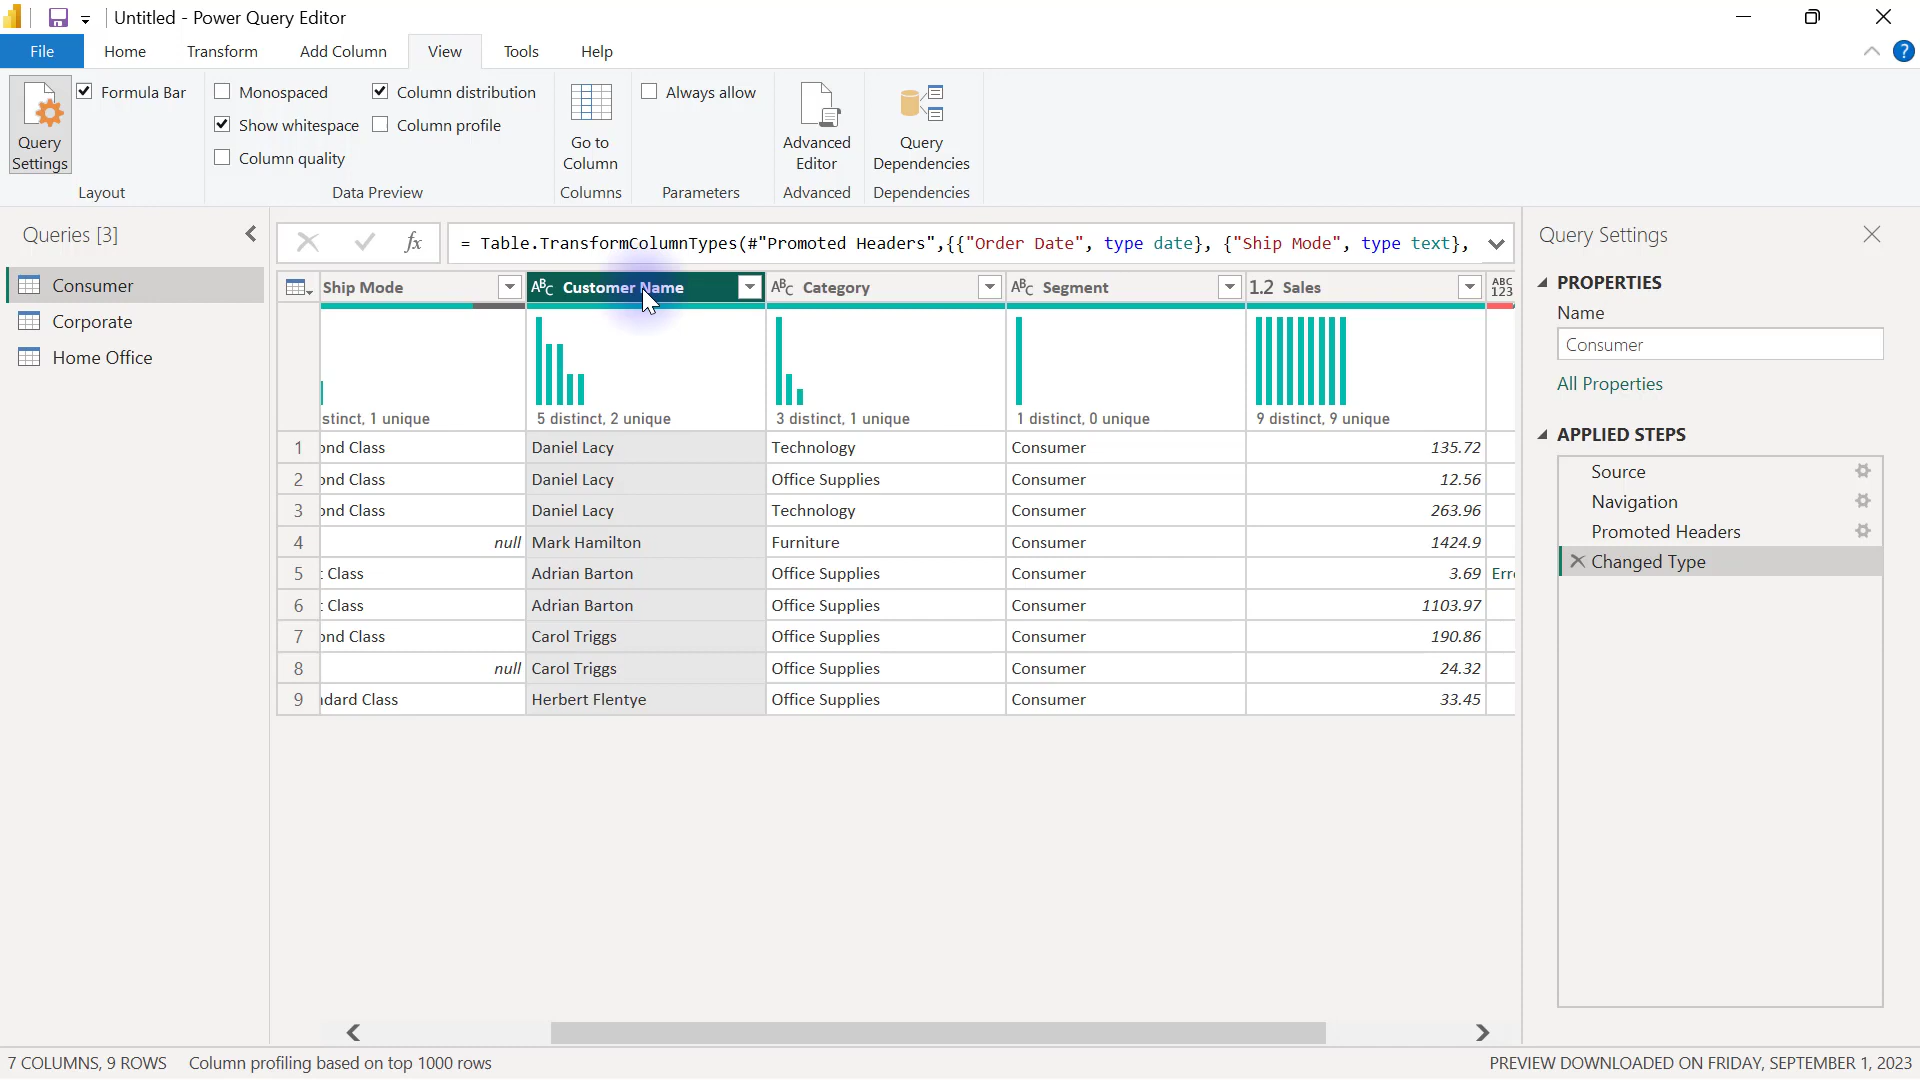 Untitled - Power Query Editor
File Home Transform Add Column View Tools Help
Query Settings
Formula Bar
Layout
Monospaced
Show whitespace
Column quality
Column distribution
Column profile
Data Preview
Go to Column
Columns
Always allow
Parameters
Advanced Editor
Advanced
Query Dependencies
Dependencies
Queries [3]
Consumer
Corporate
Home Office
fx = Table.TransformColumnTypes(#"Promoted Headers",{{"Order Date", type date}, {"Ship Mode", type text},
Ship Mode ABC Customer Name ABC Category ABC Segment 1.2 Sales ABC 123
stinct, 1 unique 5 distinct, 2 unique 3 distinct, 1 unique 1 distinct, 0 unique 9 distinct, 9 unique
1 ond Class Daniel Lacy Technology Consumer 135.72
2 ond Class Daniel Lacy Office Supplies Consumer 12.56
3 ond Class Daniel Lacy Technology Consumer 263.96
4 null Mark Hamilton Furniture Consumer 1424.9
5 t Class Adrian Barton Office Supplies Consumer 3.69 Err
6 t Class Adrian Barton Office Supplies Consumer 1103.97
7 ond Class Carol Triggs Office Supplies Consumer 190.86
8 null Carol Triggs Office Supplies Consumer 24.32
9 ndard Class Herbert Flentye Office Supplies Consumer 33.45
Query Settings
PROPERTIES
Name
Consumer
All Properties
APPLIED STEPS
Source
Navigation
Promoted Headers
Changed Type
7 COLUMNS, 9 ROWS Column profiling based on top 1000 rows
PREVIEW DOWNLOADED ON FRIDAY, SEPTEMBER 1, 2023